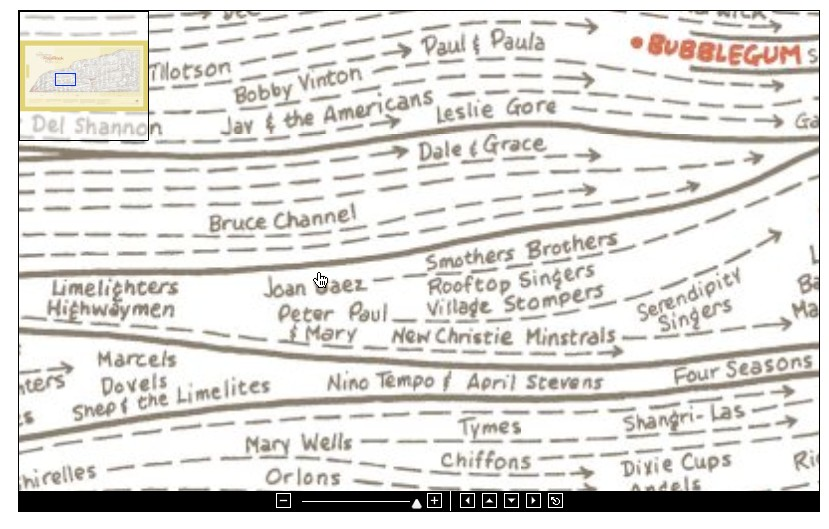 Paul & Paula
• BUBBLEGUM
Tillotson
Bobby Vinton
Del Shannon
Jay & the Americans
Leslie Gore
Dale & Grace
Bruce Channel
Smothers Brothers
Limelighters
Joan Baez
Rooftop Singers
Highwaymen
Peter Paul
Village Stompers
Serendipity
& Mary
New Christie Minstrals
Singers
Marcels
Dovels
Nino Tempo & April Stevens
Four Seasons
Shep & the Limelites
Tymes
Shangri-Las
Mary Wells
Chiffons
Dixie Cups
hirelles
Orlons
Angels